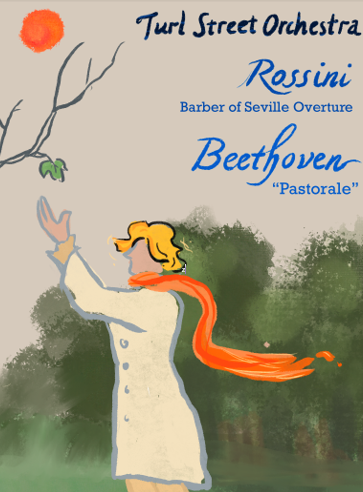 Turl Street Orchestra
Rossini
Barber of Seville Overture
Beethoven
“Pastorale”